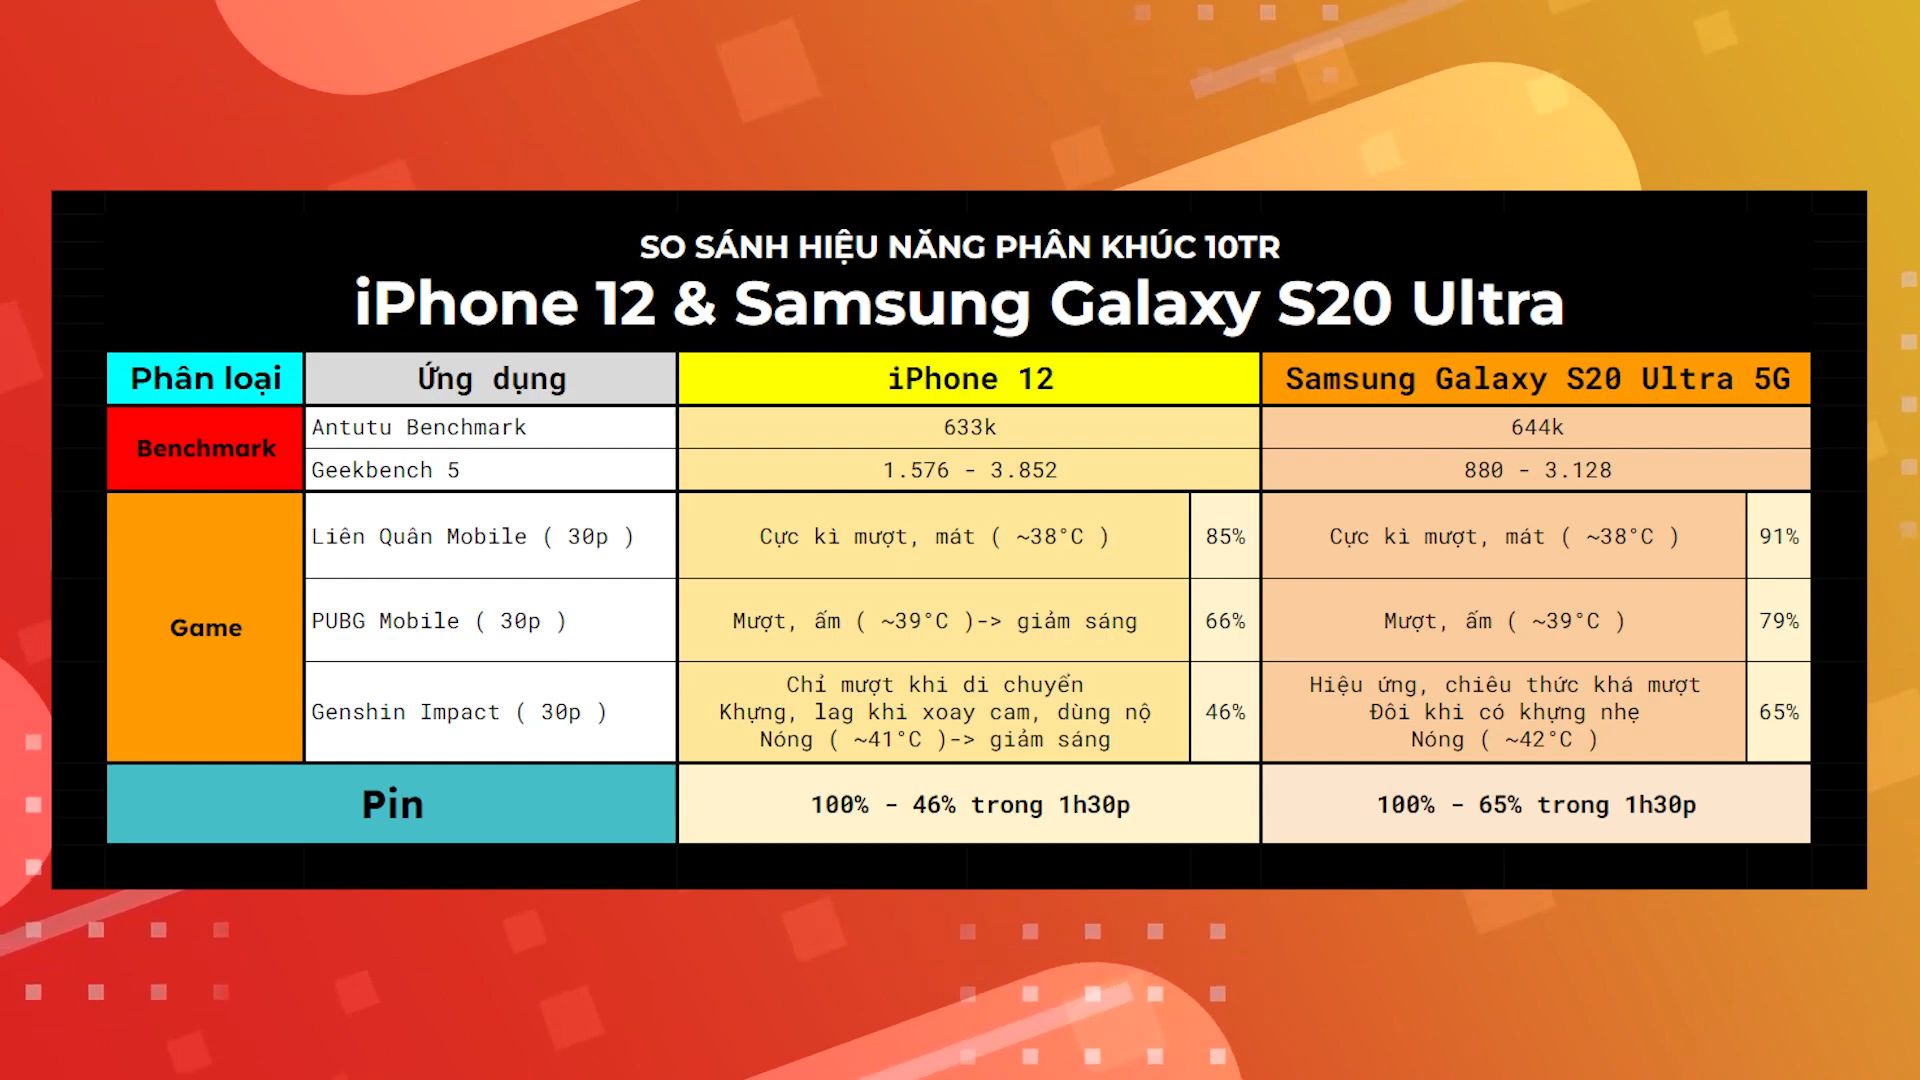 SO SÁNH HIỆU NĂNG PHÂN KHÚC 10TR
iPhone 12 & Samsung Galaxy S20 Ultra
Phân loại Ứng dụng iPhone 12 Samsung Galaxy S20 Ultra 5G
Benchmark
Antutu Benchmark 633k 644k
Geekbench 5 1.576 - 3.852 880 - 3.128
Game
Liên Quân Mobile ( 30p ) Cực kì mượt, mát ( ~38°C ) 85% Cực kì mượt, mát ( ~38°C ) 91%
PUBG Mobile ( 30p ) Mượt, ấm ( ~39°C )-> giảm sáng 66% Mượt, ấm ( ~39°C ) 79%
Genshin Impact ( 30p )
Chỉ mượt khi di chuyển
Khựng, lag khi xoay cam, dùng nộ
Nóng ( ~41°C )-> giảm sáng
46%
Hiệu ứng, chiêu thức khá mượt
Đôi khi có khựng nhẹ
Nóng ( ~42°C )
65%
Pin 100% - 46% trong 1h30p 100% - 65% trong 1h30p